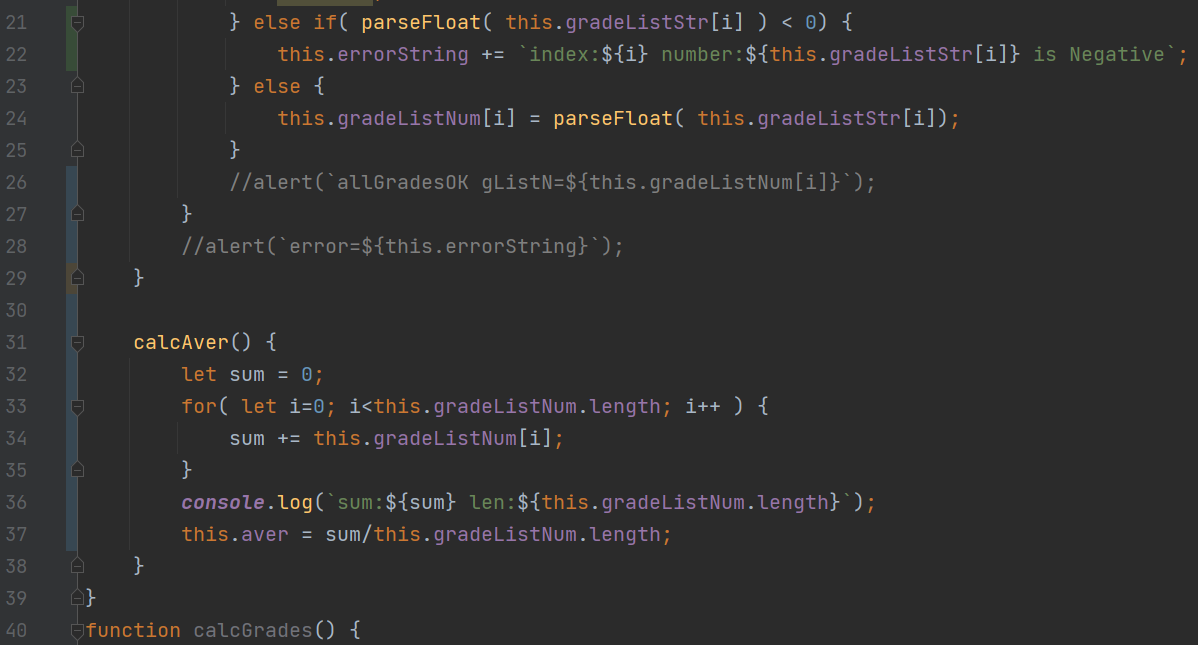 21 } else if( parseFloat( this.gradeListStr[i] ) < 0) {
22 this.errorString += `index:${i} number:${this.gradeListStr[i]} is Negative`;
23 } else {
24 this.gradeListNum[i] = parseFloat( this.gradeListStr[i]);
25 }
26 //alert(`allGradesOK gListN=${this.gradeListNum[i]}`);
27 }
28 //alert(`error=${this.errorString}`);
29 }
30
31 calcAver() {
32 let sum = 0;
33 for( let i=0; i<this.gradeListNum.length; i++ ) {
34 sum += this.gradeListNum[i];
35 }
36 console.log(`sum:${sum} len:${this.gradeListNum.length}`);
37 this.aver = sum/this.gradeListNum.length;
38 }
39 }
40 function calcGrades() {